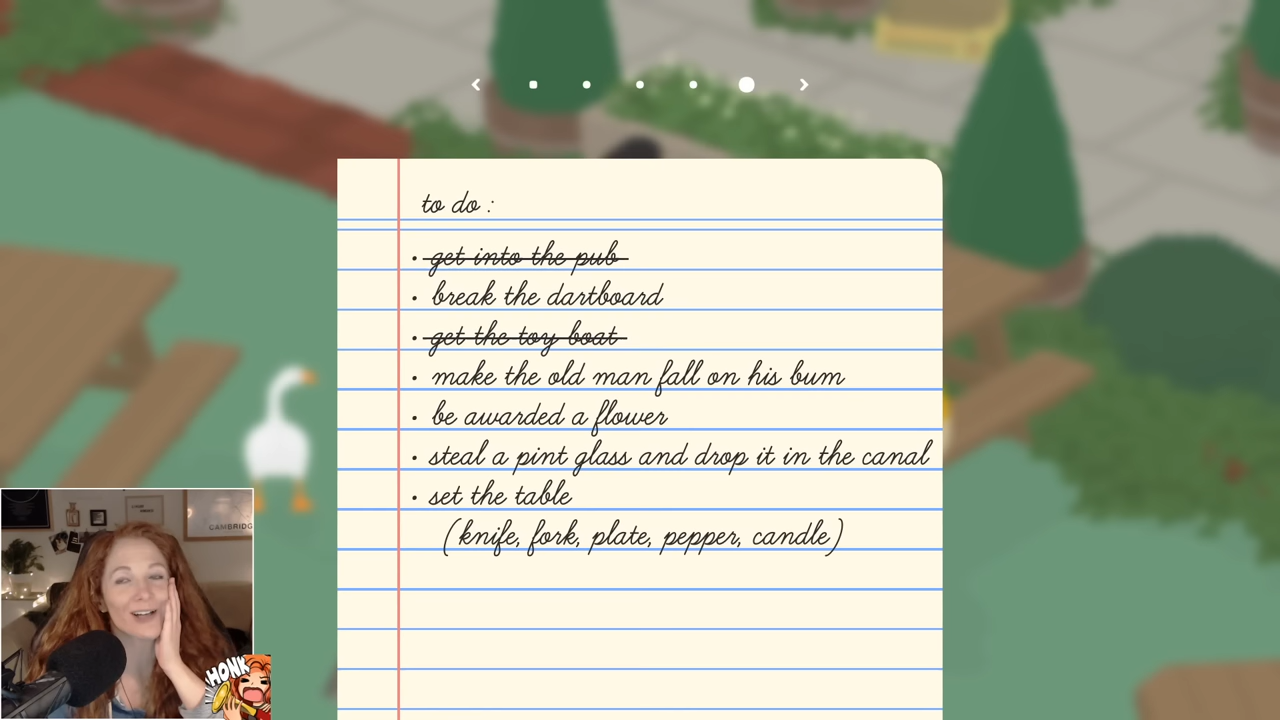 to do :
• get into the pub
• break the dartboard
• get the toy boat
• make the old man fall on his bum
• be awarded a flower
• steal a pint glass and drop it in the canal
• set the table
(knife, fork, plate, pepper, candle)
CAMBRIDG
HONK